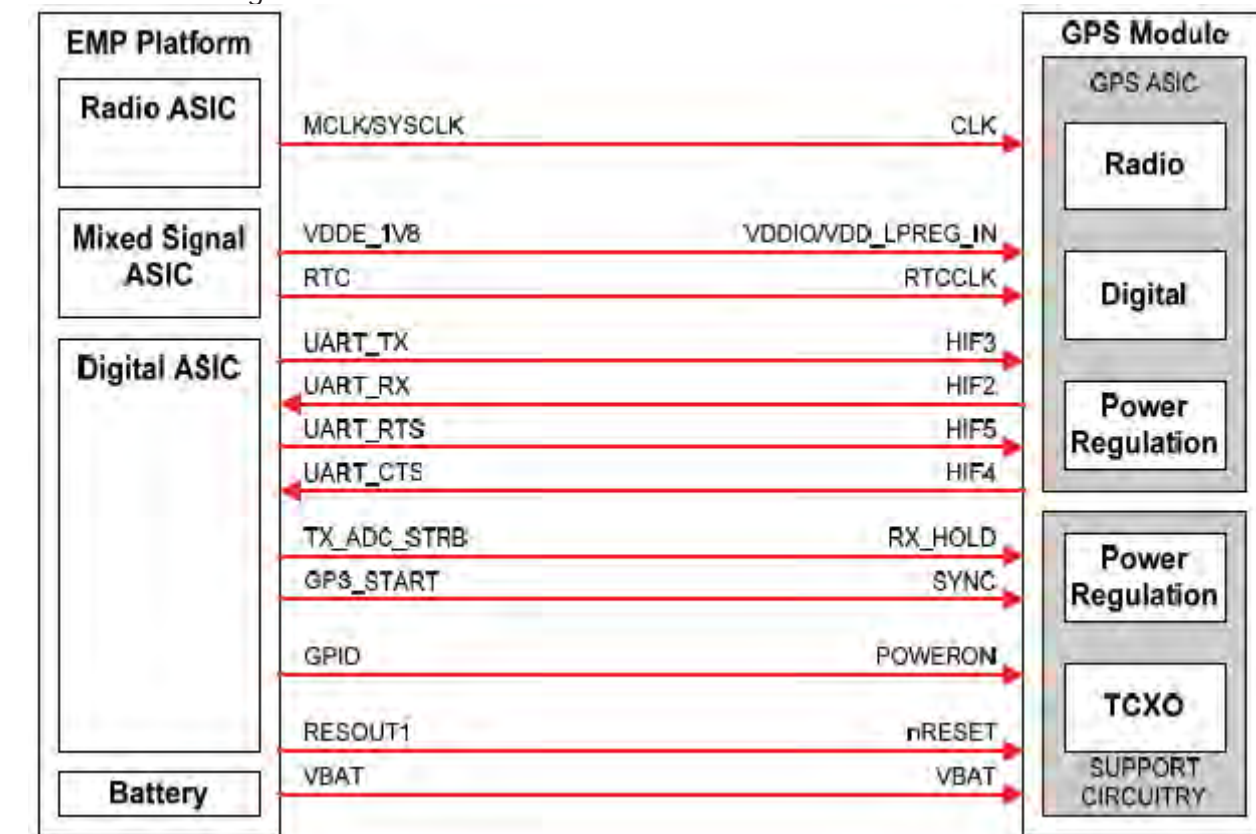 EMP Platform
GPS Module
Radio ASIC
GPS ASIC
MCLK/SYSCLK
CLK
Radio
Mixed Signal
ASIC
VDDE_1V8
VDDIO/VDD_LPREG_IN
RTC
RTCCLK
Digital
Digital ASIC
UART_TX
HIF3
UART_RX
HIF2
UART_RTS
HIF5
UART_CTS
HIF4
Power
Regulation
TX_ADC_STRB
RX_HOLD
GPS_START
SYNC
Power
Regulation
GPID
POWERON
TCXO
RESOUT1
nRESET
Battery
VBAT
VBAT
SUPPORT
CIRCUITRY